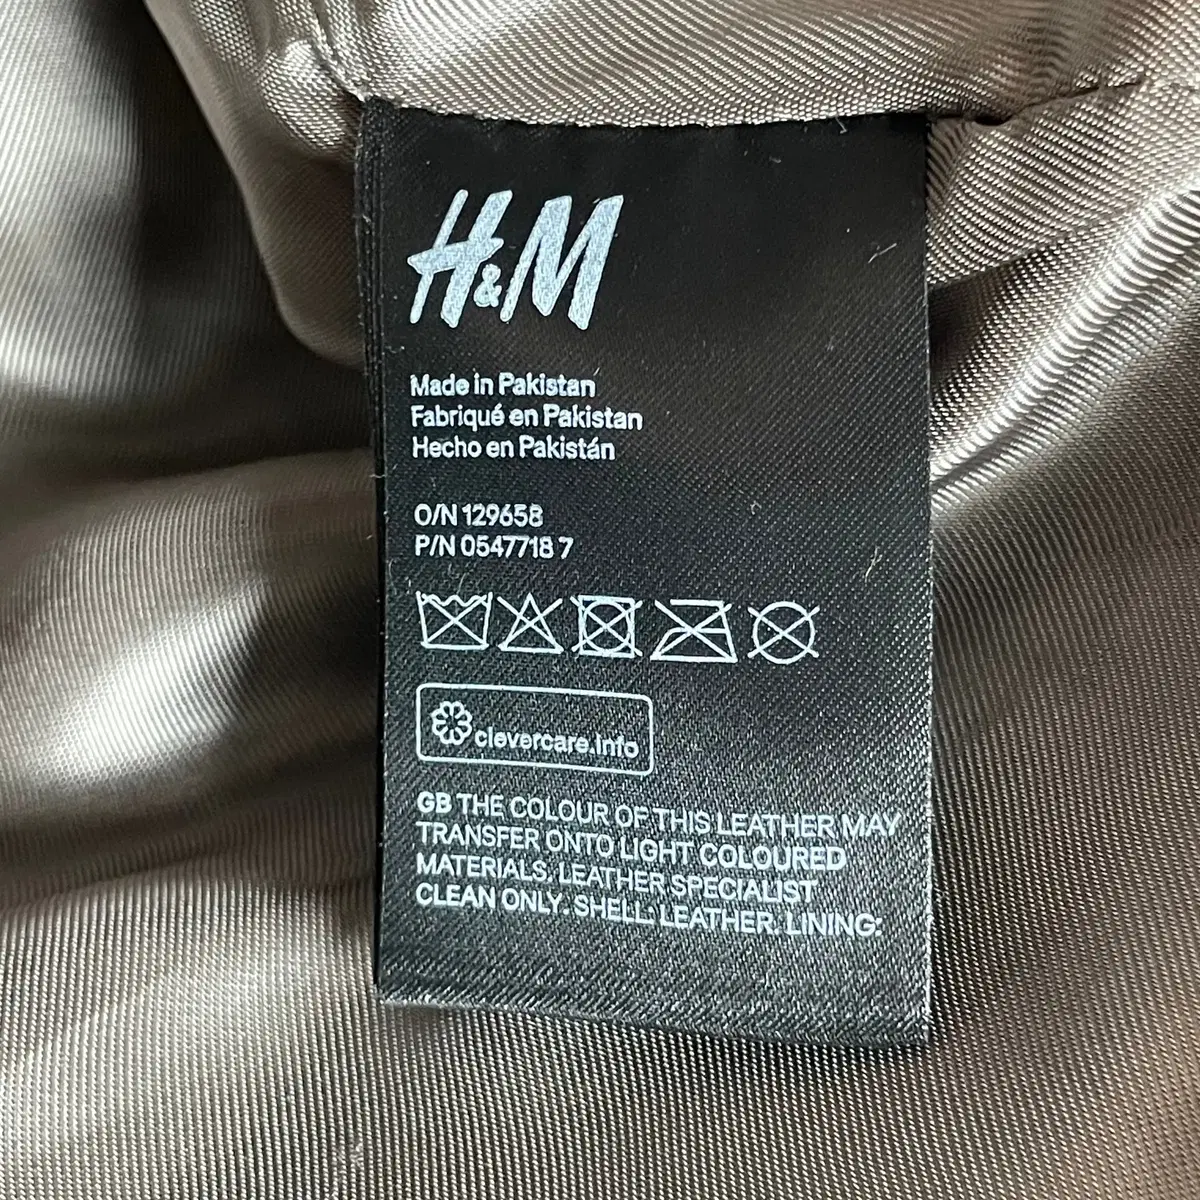 H&M
Made in Pakistan
Fabriqué en Pakistan
Hecho en Pakistán
O/N 129658
P/N 0547718 7
clevercare.info
GB THE COLOUR OF THIS LEATHER MAY
TRANSFER ONTO LIGHT COLOURED
MATERIALS, LEATHER SPECIALIST
CLEAN ONLY. SHELL: LEATHER. LINING: